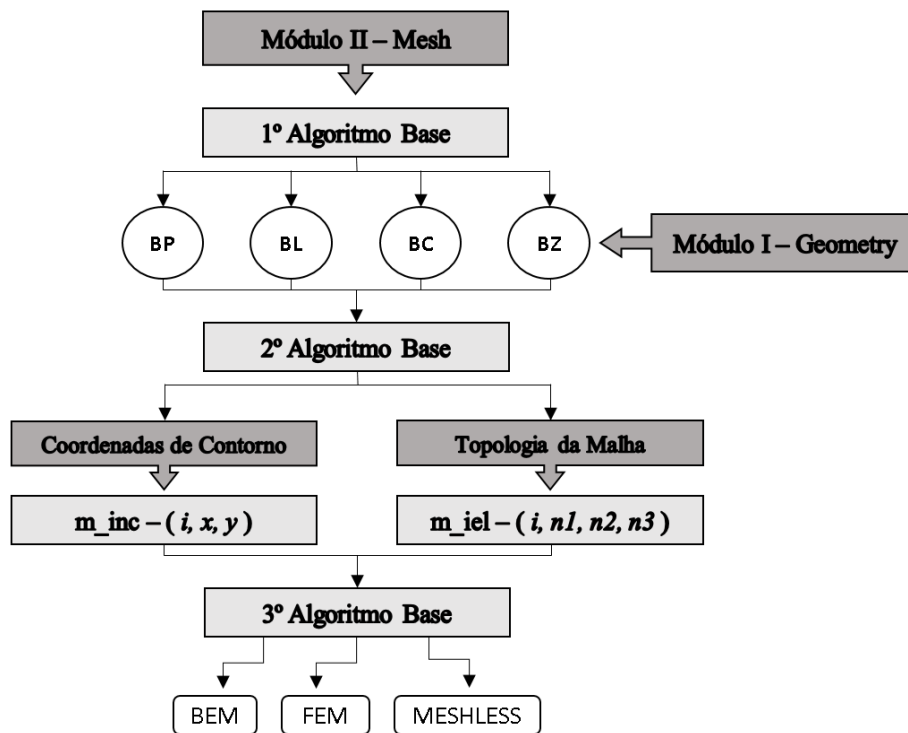 Módulo II – Mesh
1º Algoritmo Base
BP
BL
BC
BZ
Módulo I – Geometry
2º Algoritmo Base
Coordenadas de Contorno
Topologia da Malha
m_inc – ( i, x, y )
m_iel – ( i, n1, n2, n3 )
3º Algoritmo Base
BEM
FEM
MESHLESS